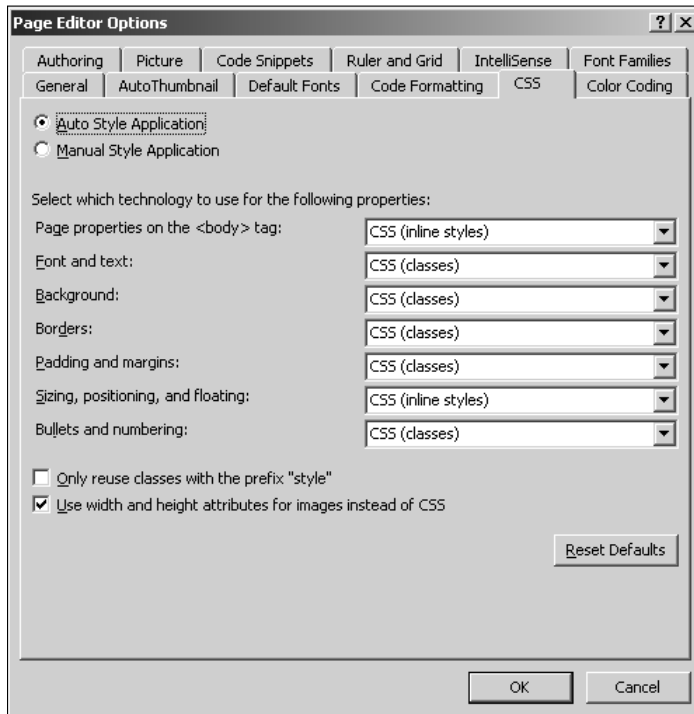 Page Editor Options
Authoring Picture Code Snippets Ruler and Grid IntelliSense Font Families
General AutoThumbnail Default Fonts Code Formatting CSS Color Coding
Auto Style Application
Manual Style Application
Select which technology to use for the following properties:
Page properties on the <body> tag: CSS (inline styles)
Font and text: CSS (classes)
Background: CSS (classes)
Borders: CSS (classes)
Padding and margins: CSS (classes)
Sizing, positioning, and floating: CSS (inline styles)
Bullets and numbering: CSS (classes)
Only reuse classes with the prefix "style"
Use width and height attributes for images instead of CSS
Reset Defaults
OK Cancel